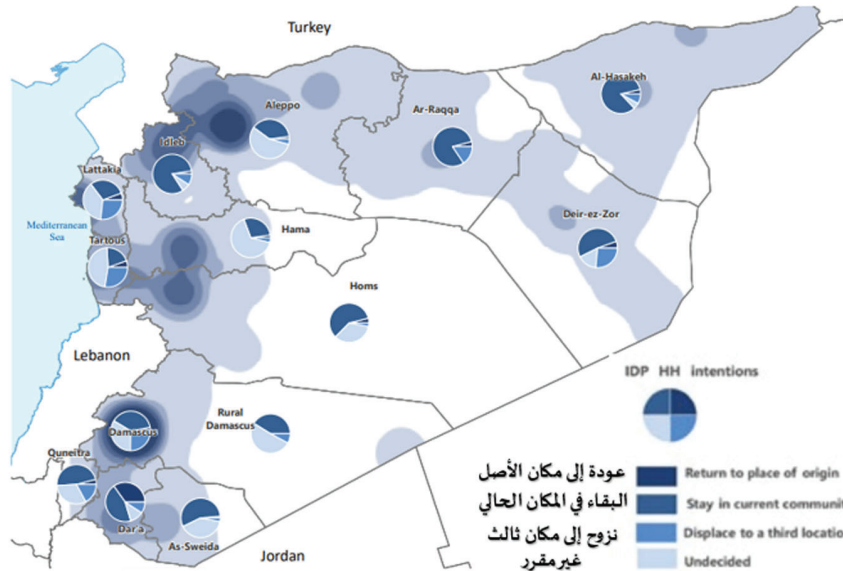 Turkey
Al-Hasakeh
Aleppo
Ar-Raqqa
Idleb
Lattakia
Deir-ez-Zor
Mediterranean
Sea
Tartous
Hama
Homs
Lebanon
IDP HH intentions
Rural
Damascus
Damascus
Quneitra
Dar'a
As-Sweida
Jordan
عودة إلى مكان الأصل
Return to place of origin
البقاء في المكان الحالي
Stay in current communit
نزوح إلى مكان ثالث
Displace to a third locatio
غير مقرر
Undecided